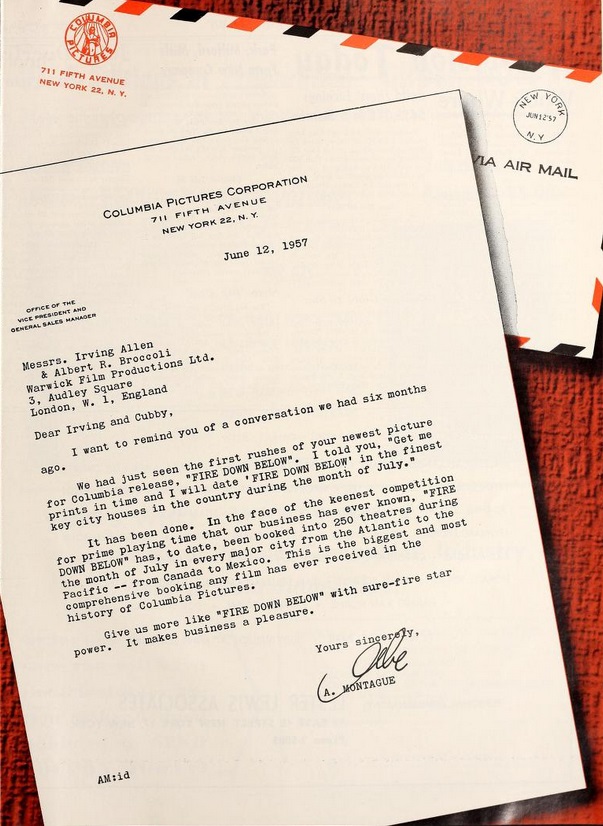 COLUMBIA PICTURES
711 FIFTH AVENUE
NEW YORK 22, N. Y.
NEW YORK
JUN 12 '57
N. Y.
VIA AIR MAIL
COLUMBIA PICTURES CORPORATION
711 FIFTH AVENUE
NEW YORK 22, N. Y.
June 12, 1957
OFFICE OF THE
VICE PRESIDENT AND
GENERAL SALES MANAGER
Messrs. Irving Allen
& Albert R. Broccoli
Warwick Film Productions Ltd.
3, Audley Square
London, W. 1, England
Dear Irving and Cubby,
I want to remind you of a conversation we had six months
ago.
We had just seen the first rushes of your newest picture
for Columbia release, "FIRE DOWN BELOW". I told you, "Get me
prints in time and I will date 'FIRE DOWN BELOW' in the finest
key city houses in the country during the month of July."
It has been done. In the face of the keenest competition
for prime playing time that our business has ever known, "FIRE
DOWN BELOW" has, to date, been booked into 250 theatres during
the month of July in every major city from the Atlantic to the
Pacific -- from Canada to Mexico. This is the biggest and most
comprehensive booking any film has ever received in the
history of Columbia Pictures.
Give us more like "FIRE DOWN BELOW" with sure-fire star
power. It makes business a pleasure.
Yours sincerely,
Abe
A. MONTAGUE
AM:id